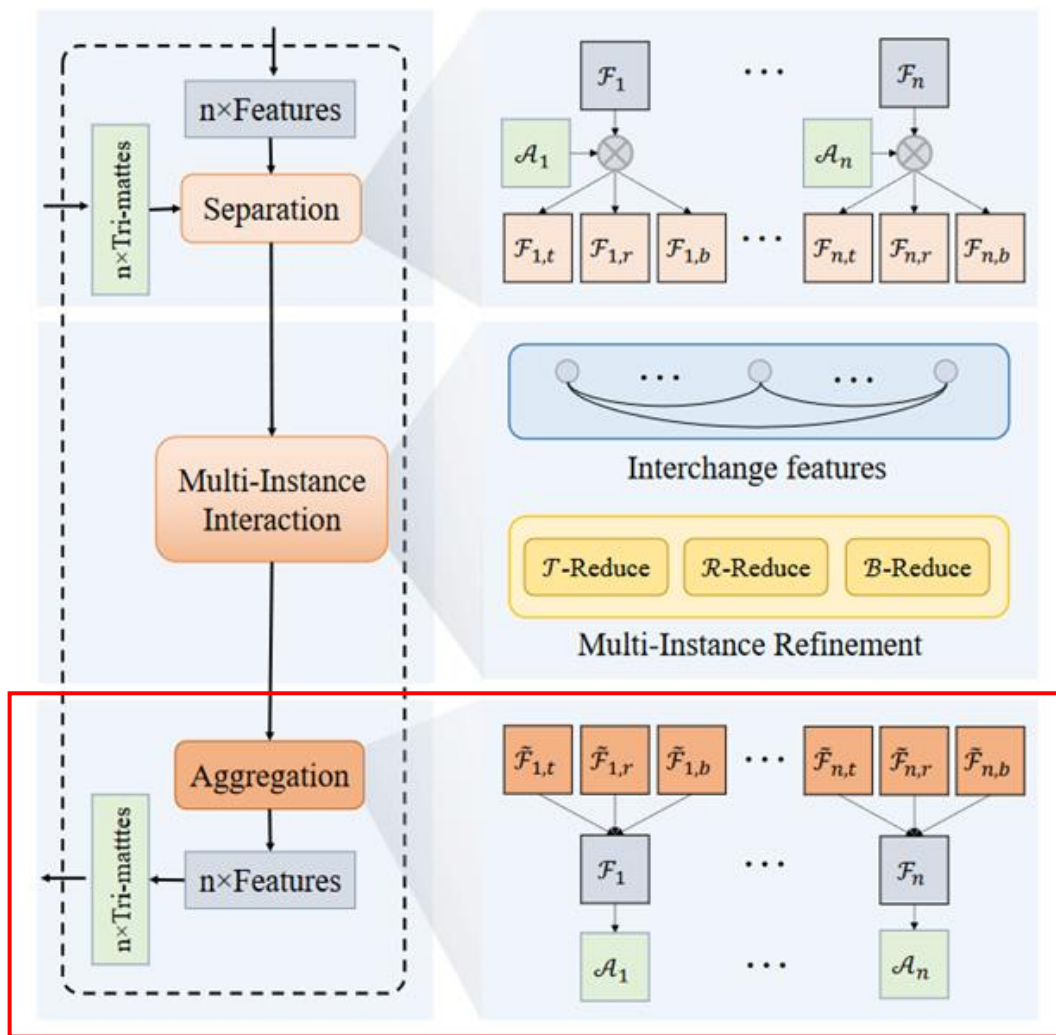 n×Features
n×Tri-mattes
Separation
ℱ₁ ··· ℱₙ
𝒜₁ 𝒜ₙ
ℱ₁,ₜ ℱ₁,ᵣ ℱ₁,b ··· ℱₙ,ₜ ℱₙ,ᵣ ℱₙ,b
Multi-Instance
Interaction
··· ···
Interchange features
𝒯-Reduce ℛ-Reduce ℬ-Reduce
Multi-Instance Refinement
Aggregation
n×Features
n×Tri-matttes
ℱ̃₁,ₜ ℱ̃₁,ᵣ ℱ̃₁,b ··· ℱ̃ₙ,ₜ ℱ̃ₙ,ᵣ ℱ̃ₙ,b
ℱ₁ ··· ℱₙ
𝒜₁ ··· 𝒜ₙ